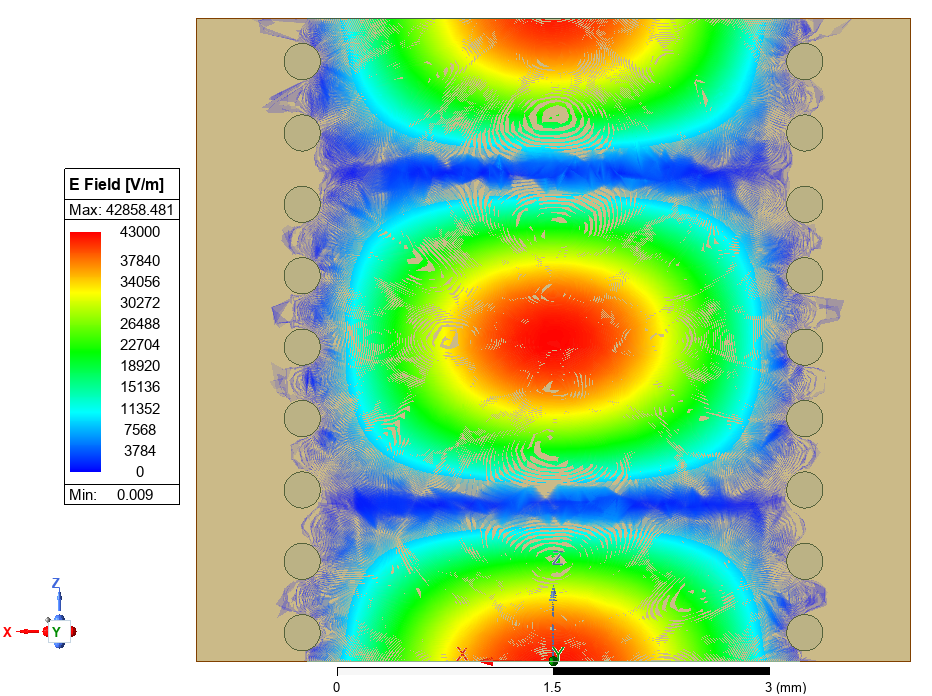 E Field [V/m]
Max: 42858.481
43000
37840
34056
30272
26488
22704
18920
15136
11352
7568
3784
0
Min: 0.009
Z
X
Y
Z
X
Y
0 1.5 3 (mm)